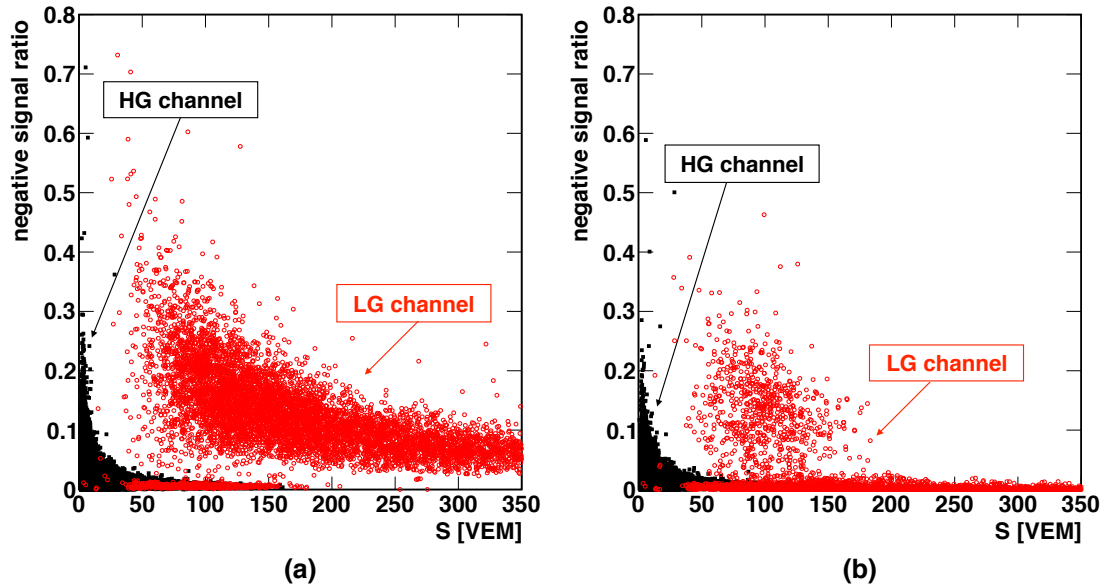 negative signal ratio
0.8
0.7
0.6
0.5
0.4
0.3
0.2
0.1
0
HG channel
LG channel
0 50 100 150 200 250 300 350
S [VEM]
(a)
negative signal ratio
0.8
0.7
0.6
0.5
0.4
0.3
0.2
0.1
0
HG channel
LG channel
0 50 100 150 200 250 300 350
S [VEM]
(b)